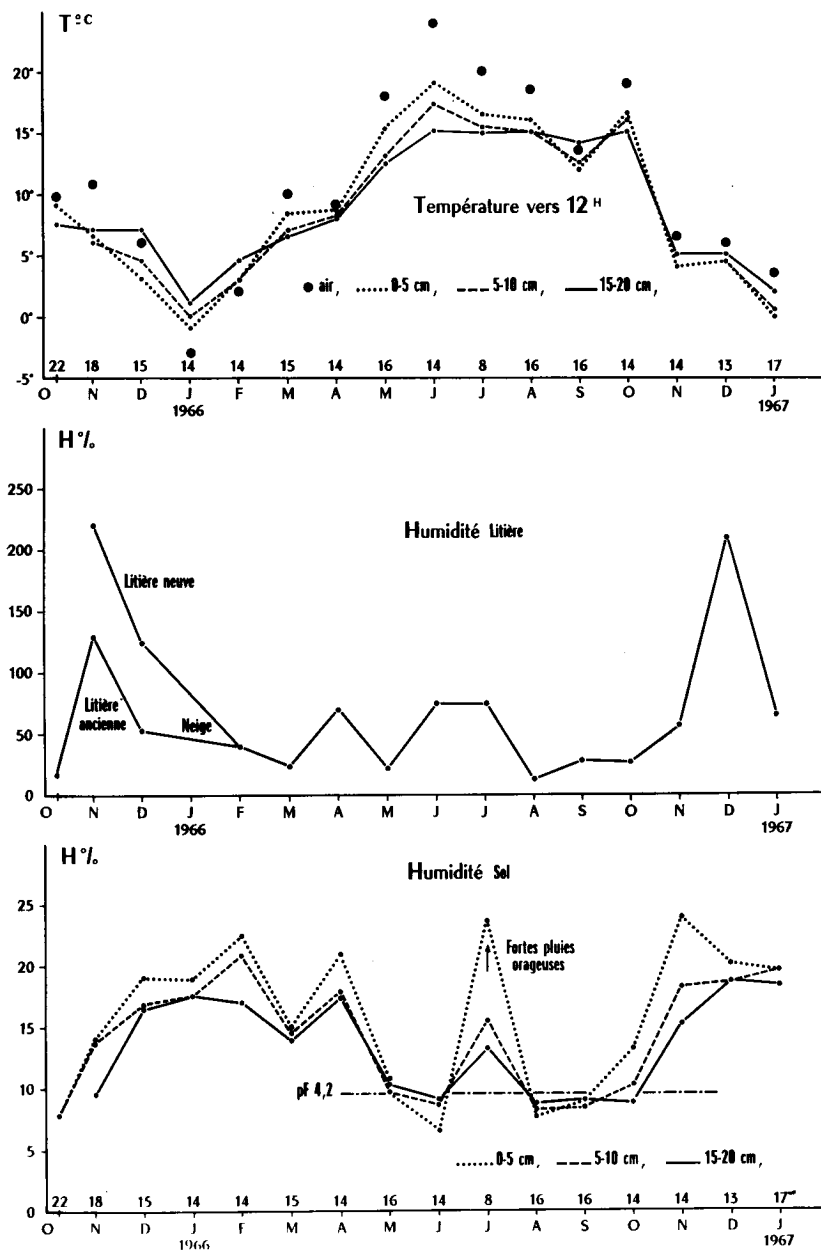 T°C
20°
15°
10°
5°
0°
-5°
Température vers 12 H
air, 0-5 cm, 5-10 cm, 15-20 cm,
22 18 15 14 14 15 14 16 14 8 16 16 14 14 13 17
O N D J F M A M J J A S O N D J
1966 1967
H%
250
200
150
100
50
0
Humidité Litière
Litière neuve
Litière ancienne
Neige
O N D J F M A M J J A S O N D J
1966 1967
H%
25
20
15
10
5
0
Humidité Sol
Fortes pluies
orageuses
pF 4,2
0-5 cm, 5-10 cm, 15-20 cm,
22 18 15 14 14 15 14 16 14 8 16 16 14 14 13 17
O N D J F M A M J J A S O N D J
1966 1967